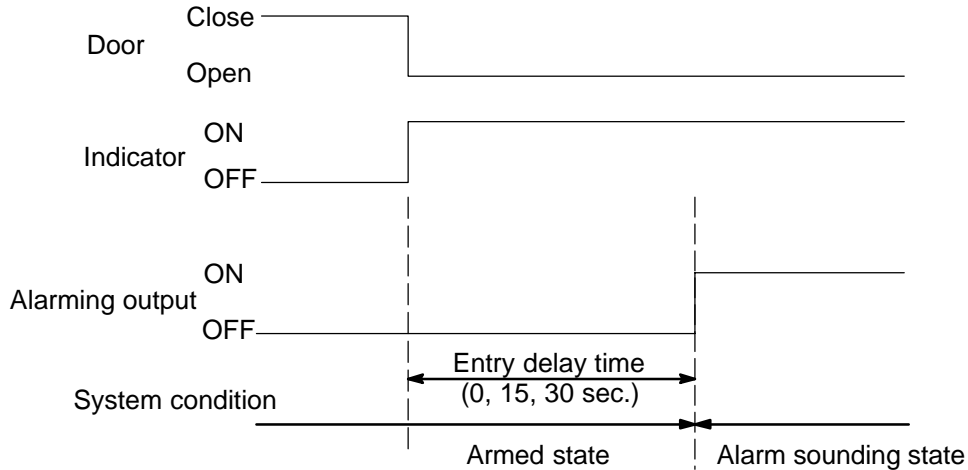 Close
Door
Open
ON
Indicator
OFF
ON
Alarming output
OFF
Entry delay time
(0, 15, 30 sec.)
System condition
Armed state
Alarm sounding state